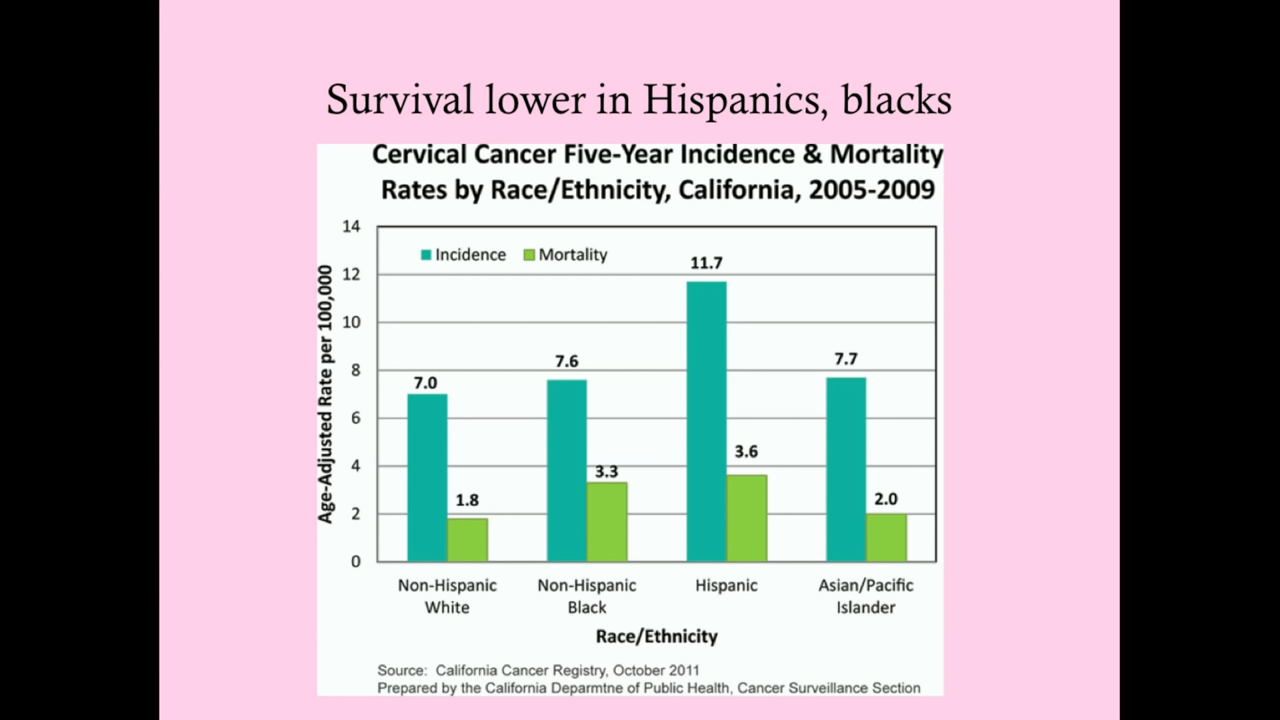 Survival lower in Hispanics, blacks
Cervical Cancer Five-Year Incidence & Mortality
Rates by Race/Ethnicity, California, 2005-2009
Age-Adjusted Rate per 100,000
14
12
10
8
6
4
2
0
Incidence Mortality
7.0
1.8
7.6
3.3
11.7
3.6
7.7
2.0
Non-Hispanic
White
Non-Hispanic
Black
Hispanic
Asian/Pacific
Islander
Race/Ethnicity
Source: California Cancer Registry, October 2011
Prepared by the California Deparmtne of Public Health, Cancer Surveillance Section